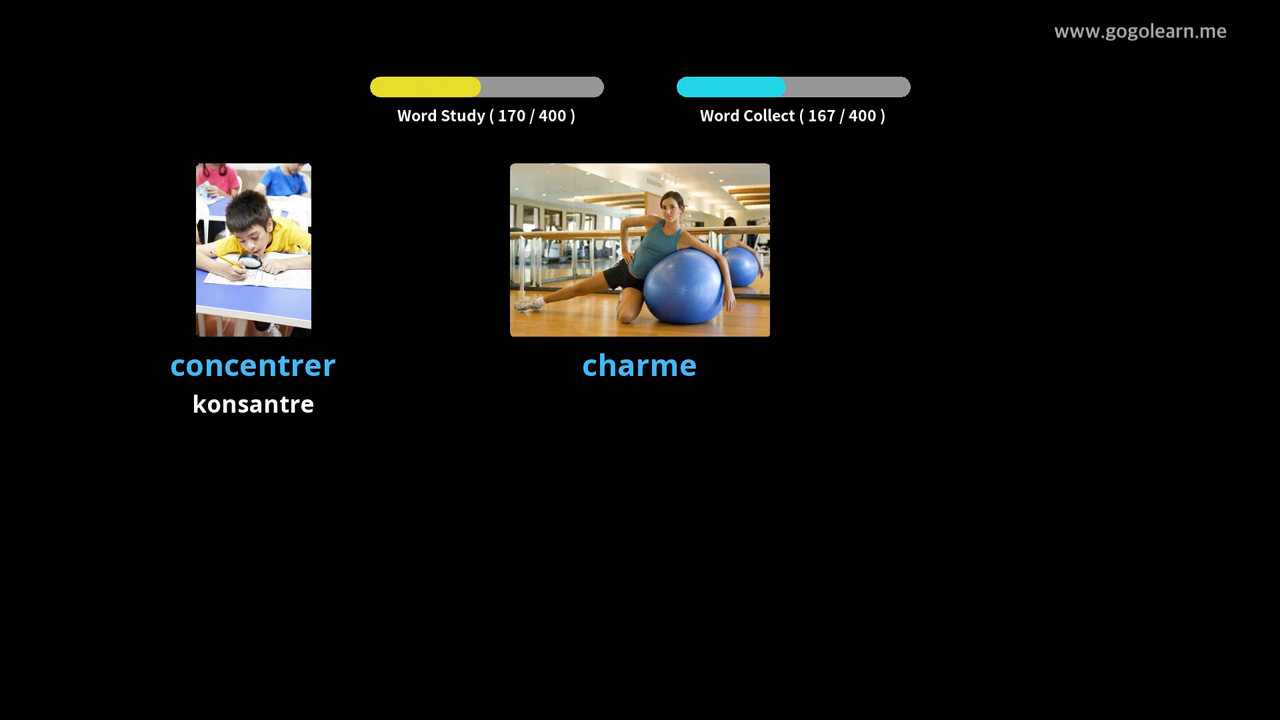 www.gogolearn.me
Word Study ( 170 / 400 )
Word Collect ( 167 / 400 )
concentrer
konsantre
charme